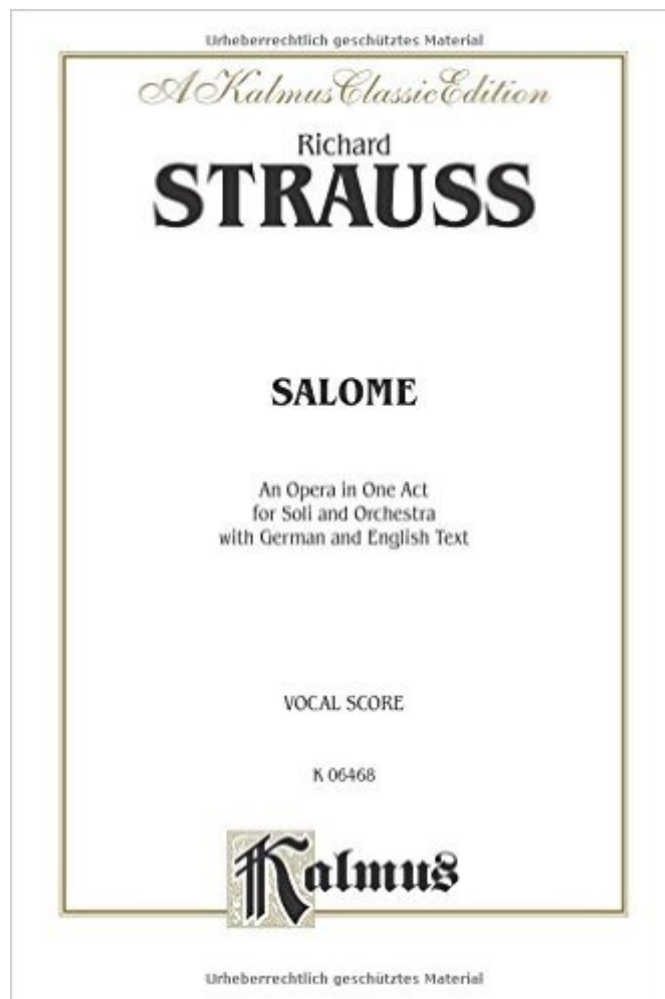 Urheberrechtlich geschütztes Material
A Kalmus Classic Edition
Richard
STRAUSS
SALOME
An Opera in One Act
for Soli and Orchestra
with German and English Text
VOCAL SCORE
K 06468
Kalmus
Urheberrechtlich geschütztes Material